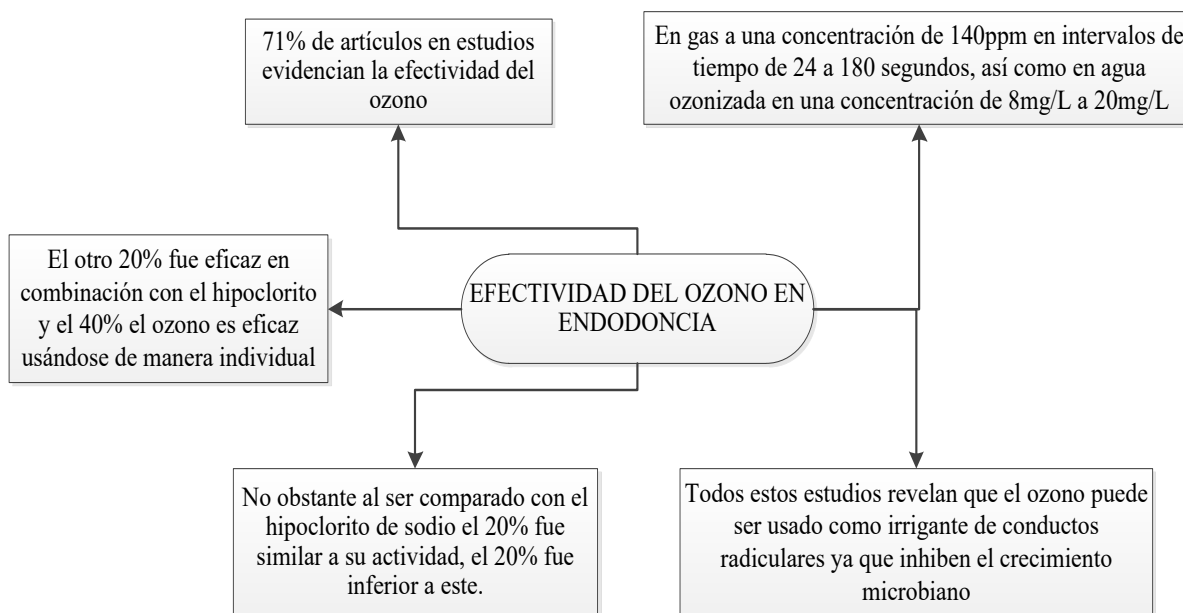 71% de artículos en estudios
evidencian la efectividad del
ozono
En gas a una concentración de 140ppm en intervalos de
tiempo de 24 a 180 segundos, así como en agua
ozonizada en una concentración de 8mg/L a 20mg/L
El otro 20% fue eficaz en
combinación con el hipoclorito
y el 40% el ozono es eficaz
usándose de manera individual
EFECTIVIDAD DEL OZONO EN
ENDODONCIA
No obstante al ser comparado con el
hipoclorito de sodio el 20% fue
similar a su actividad, el 20% fue
inferior a este.
Todos estos estudios revelan que el ozono puede
ser usado como irrigante de conductos
radiculares ya que inhiben el crecimiento
microbiano